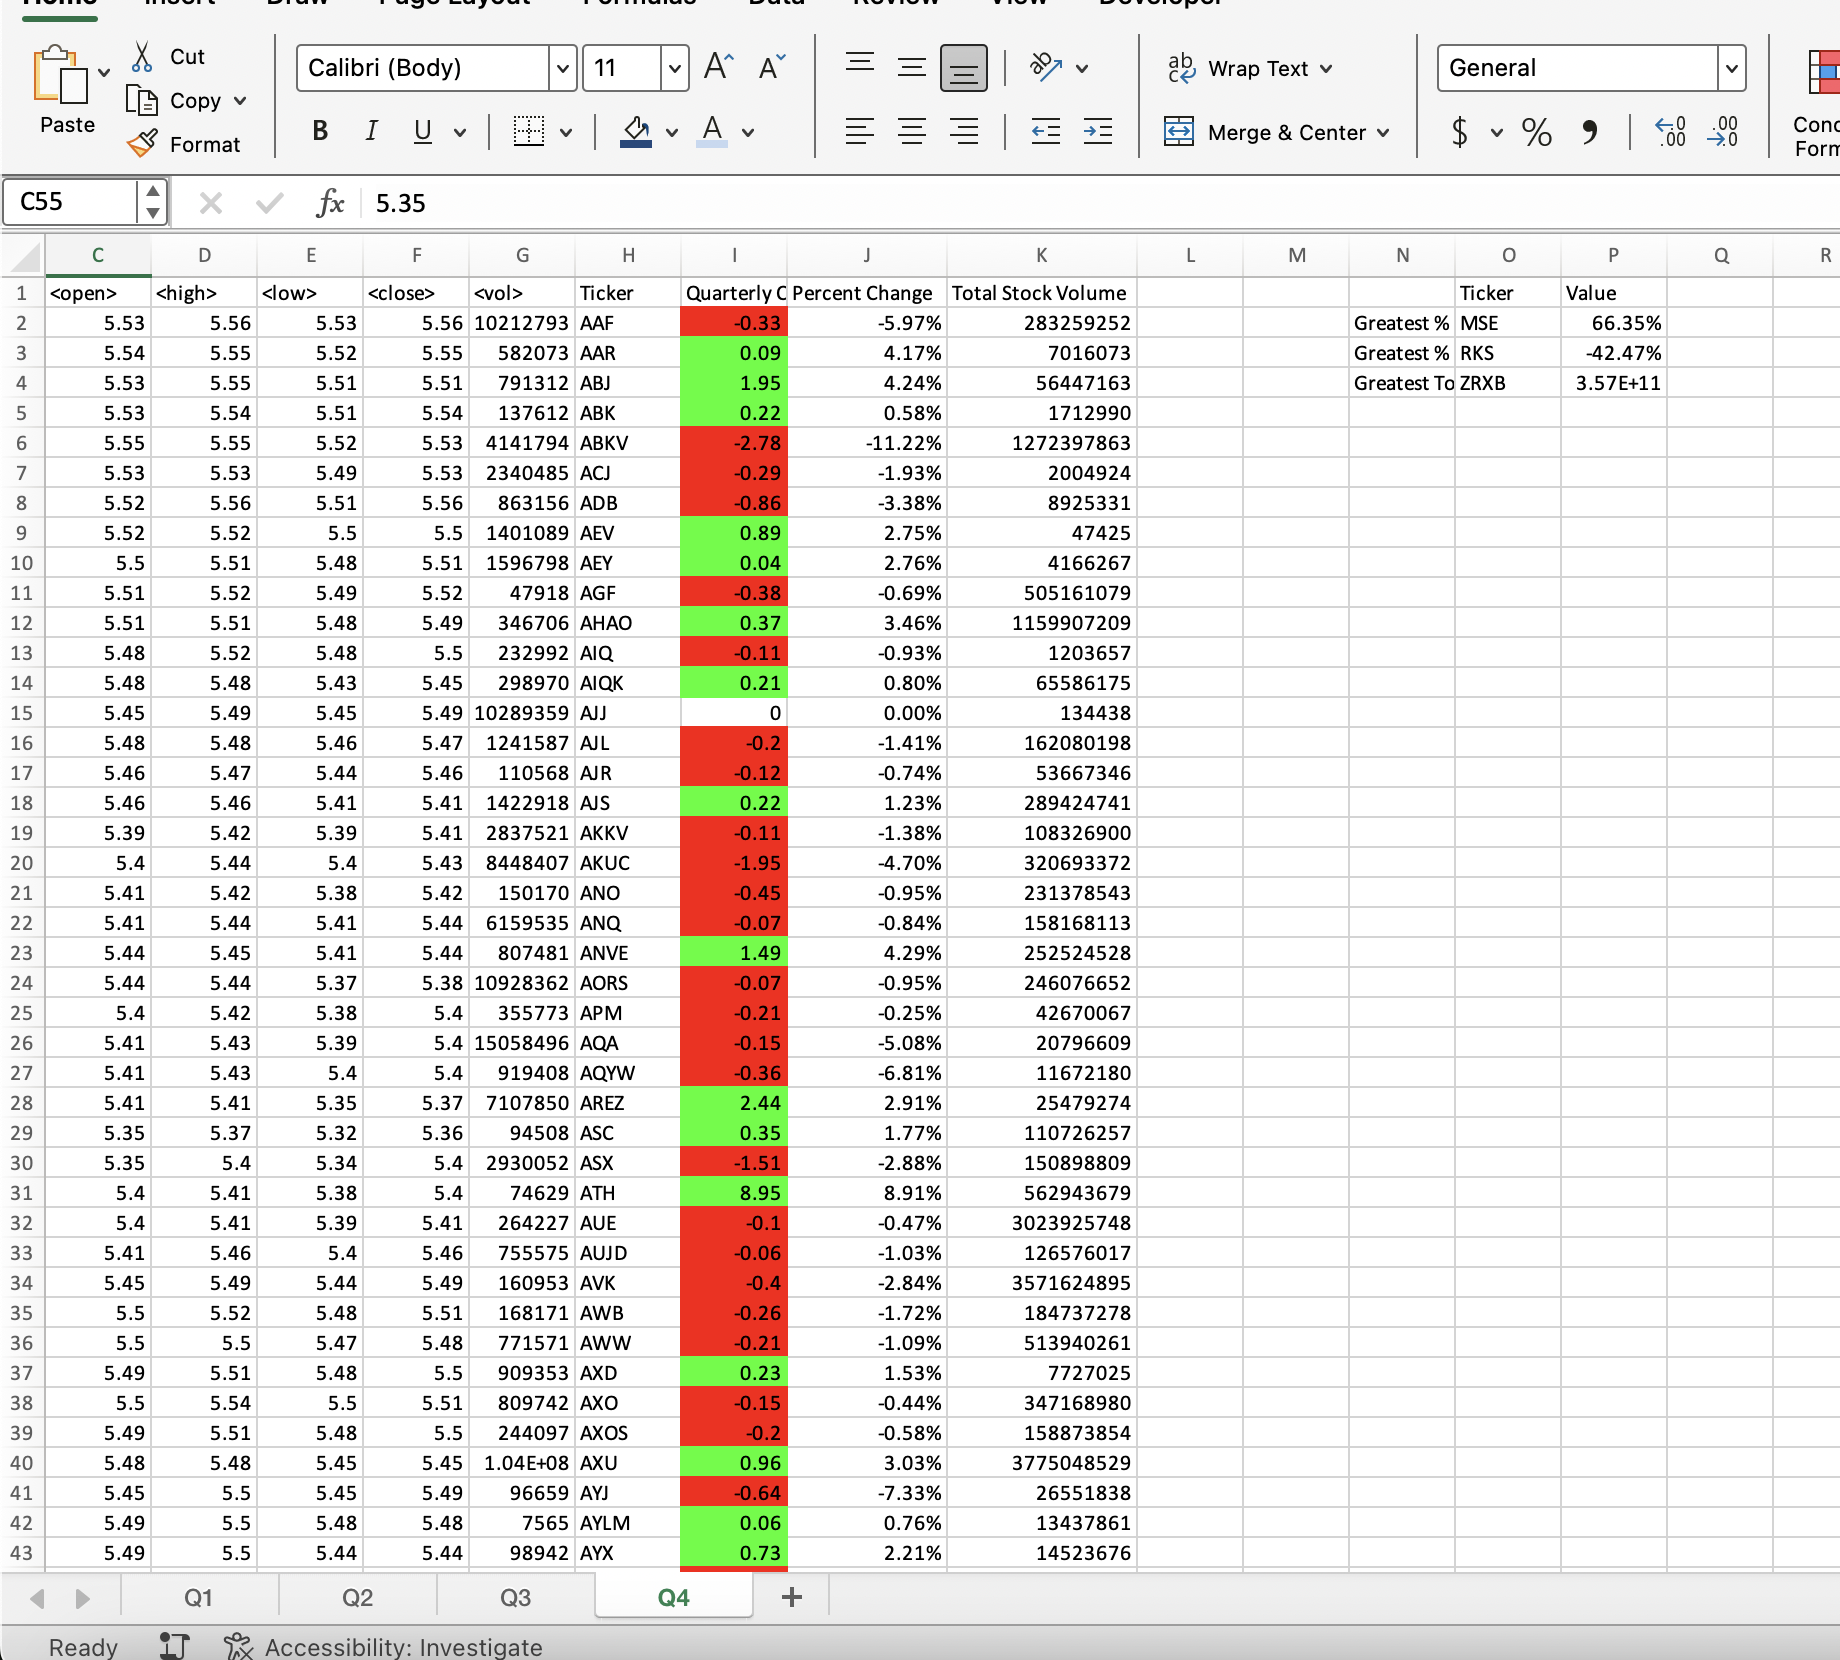 Home Insert Draw Page Layout Formulas Data Review View Developer
Cut
Copy
Format
Paste
Calibri (Body) 11
B I U A
ab Wrap Text
Merge & Center
General
$ %
C55 fx 5.35
C D E F G H I J K L M N O P Q R
1 <open> <high> <low> <close> <vol> Ticker Quarterly C Percent Change Total Stock Volume Ticker Value
2 5.53 5.56 5.53 5.56 10212793 AAF -0.33 -5.97% 283259252 Greatest % MSE 66.35%
3 5.54 5.55 5.52 5.55 582073 AAR 0.09 4.17% 7016073 Greatest % RKS -42.47%
4 5.53 5.55 5.51 5.51 791312 ABJ 1.95 4.24% 56447163 Greatest To ZRXB 3.57E+11
5 5.53 5.54 5.51 5.54 137612 ABK 0.22 0.58% 1712990
6 5.55 5.55 5.52 5.53 4141794 ABKV -2.78 -11.22% 1272397863
7 5.53 5.53 5.49 5.53 2340485 ACJ -0.29 -1.93% 2004924
8 5.52 5.56 5.51 5.56 863156 ADB -0.86 -3.38% 8925331
9 5.52 5.52 5.5 5.5 1401089 AEV 0.89 2.75% 47425
10 5.5 5.51 5.48 5.51 1596798 AEY 0.04 2.76% 4166267
11 5.51 5.52 5.49 5.52 47918 AGF -0.38 -0.69% 505161079
12 5.51 5.51 5.48 5.49 346706 AHAO 0.37 3.46% 1159907209
13 5.48 5.52 5.48 5.5 232992 AIQ -0.11 -0.93% 1203657
14 5.48 5.48 5.43 5.45 298970 AIQK 0.21 0.80% 65586175
15 5.45 5.49 5.45 5.49 10289359 AJJ 0 0.00% 134438
16 5.48 5.48 5.46 5.47 1241587 AJL -0.2 -1.41% 162080198
17 5.46 5.47 5.44 5.46 110568 AJR -0.12 -0.74% 53667346
18 5.46 5.46 5.41 5.41 1422918 AJS 0.22 1.23% 289424741
19 5.39 5.42 5.39 5.41 2837521 AKKV -0.11 -1.38% 108326900
20 5.4 5.44 5.4 5.43 8448407 AKUC -1.95 -4.70% 320693372
21 5.41 5.42 5.38 5.42 150170 ANO -0.45 -0.95% 231378543
22 5.41 5.44 5.41 5.44 6159535 ANQ -0.07 -0.84% 158168113
23 5.44 5.45 5.41 5.44 807481 ANVE 1.49 4.29% 252524528
24 5.44 5.44 5.37 5.38 10928362 AORS -0.07 -0.95% 246076652
25 5.4 5.42 5.38 5.4 355773 APM -0.21 -0.25% 42670067
26 5.41 5.43 5.39 5.4 15058496 AQA -0.15 -5.08% 20796609
27 5.41 5.43 5.4 5.4 919408 AQYW -0.36 -6.81% 11672180
28 5.41 5.41 5.35 5.37 7107850 AREZ 2.44 2.91% 25479274
29 5.35 5.37 5.32 5.36 94508 ASC 0.35 1.77% 110726257
30 5.35 5.4 5.34 5.4 2930052 ASX -1.51 -2.88% 150898809
31 5.4 5.41 5.38 5.4 74629 ATH 8.95 8.91% 562943679
32 5.4 5.41 5.39 5.41 264227 AUE -0.1 -0.47% 3023925748
33 5.41 5.46 5.4 5.46 755575 AUJD -0.06 -1.03% 126576017
34 5.45 5.49 5.44 5.49 160953 AVK -0.4 -2.84% 3571624895
35 5.5 5.52 5.48 5.51 168171 AWB -0.26 -1.72% 184737278
36 5.5 5.5 5.47 5.48 771571 AWW -0.21 -1.09% 513940261
37 5.49 5.51 5.48 5.5 909353 AXD 0.23 1.53% 7727025
38 5.5 5.54 5.5 5.51 809742 AXO -0.15 -0.44% 347168980
39 5.49 5.51 5.48 5.5 244097 AXOS -0.2 -0.58% 158873854
40 5.48 5.48 5.45 5.45 1.04E+08 AXU 0.96 3.03% 3775048529
41 5.45 5.5 5.45 5.49 96659 AYJ -0.64 -7.33% 26551838
42 5.49 5.5 5.48 5.48 7565 AYLM 0.06 0.76% 13437861
43 5.49 5.5 5.44 5.44 98942 AYX 0.73 2.21% 14523676
Q1 Q2 Q3 Q4 +
Ready Accessibility: Investigate